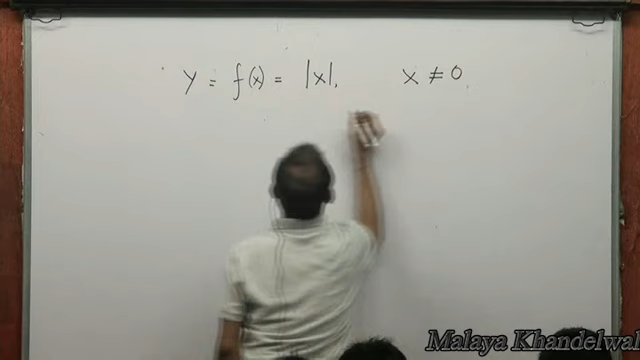 y = f(x) = |x|, x ≠ 0
Malaya Khandelwal